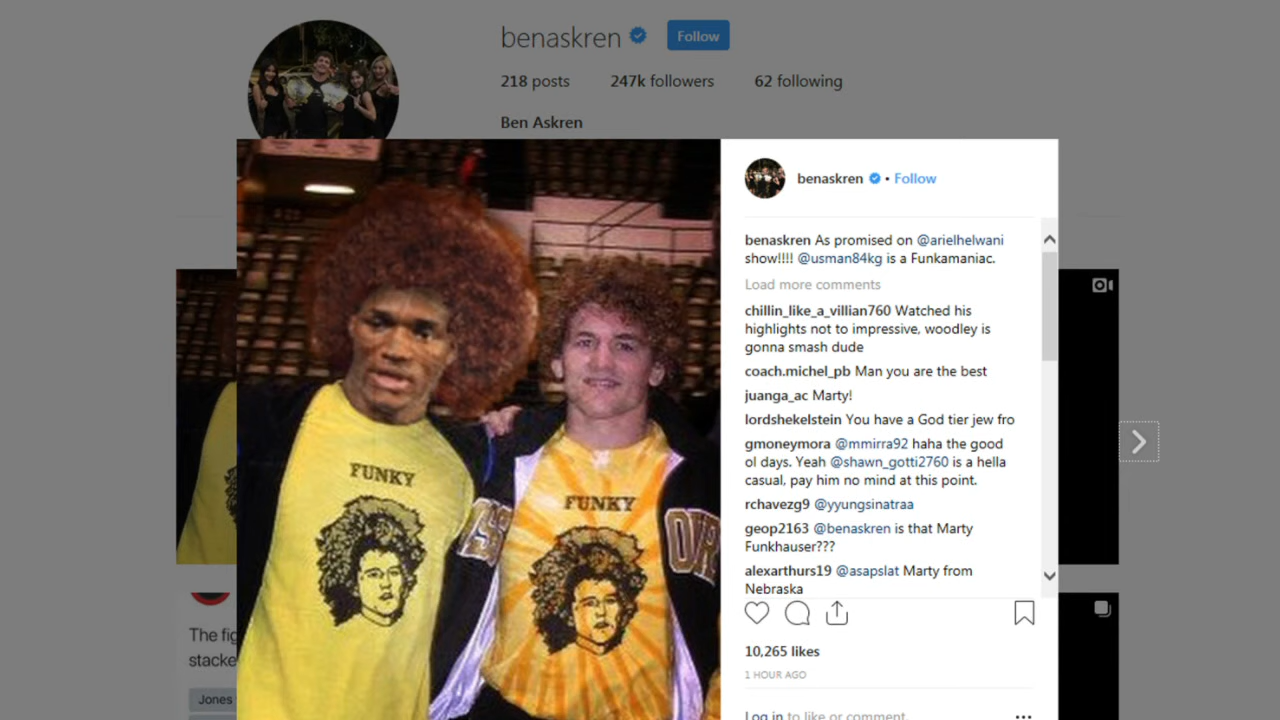 benaskren
Follow
218 posts
247k followers
62 following
Ben Askren
benaskren • Follow
benaskren As promised on @arielhelwani
show!!!! @usman84kg is a Funkamaniac.
Load more comments
chillin_like_a_villian760 Watched his
highlights not to impressive, woodley is
gonna smash dude
coach.michel_pb Man you are the best
juanga_ac Marty!
lordshekelstein You have a God tier jew fro
gmoneymora @mmirra92 haha the good
ol days. Yeah @shawn_gotti2760 is a hella
casual, pay him no mind at this point.
rchavezg9 @yyungsinatraa
geop2163 @benaskren is that Marty
Funkhauser???
alexarthurs19 @asapslat Marty from
Nebraska
10,265 likes
1 HOUR AGO
Log in to like or comment.
FUNKY
FUNKY
The fig
stacke
Jones